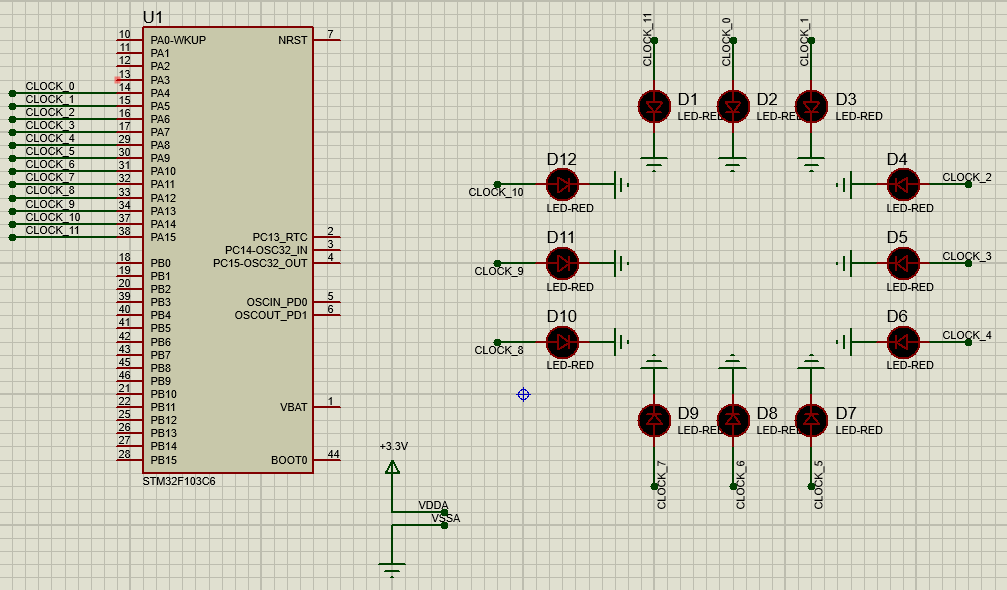 U1
10 PA0-WKUP NRST 7
11 PA1
12 PA2
13 PA3
CLOCK_0 14 PA4
CLOCK_1 15 PA5
CLOCK_2 16 PA6
CLOCK_3 17 PA7
CLOCK_4 29 PA8
CLOCK_5 30 PA9
CLOCK_6 31 PA10
CLOCK_7 32 PA11
CLOCK_8 33 PA12
CLOCK_9 34 PA13
CLOCK_10 37 PA14
CLOCK_11 38 PA15
PC13_RTC 2
PC14-OSC32_IN 3
18 PB0 PC15-OSC32_OUT 4
19 PB1
20 PB2
39 PB3 OSCIN_PD0 5
40 PB4 OSCOUT_PD1 6
41 PB5
42 PB6
43 PB7
45 PB8
46 PB9
21 PB10
22 PB11 VBAT 1
25 PB12
26 PB13
27 PB14
28 PB15 BOOT0 44
STM32F103C6
+3.3V
VDDA
VSSA
CLOCK_11
CLOCK_0
CLOCK_1
D1
LED-RED
D2
LED-RED
D3
LED-RED
D12
CLOCK_10
LED-RED
D4
CLOCK_2
LED-RED
D11
CLOCK_9
LED-RED
D5
CLOCK_3
LED-RED
D10
CLOCK_8
LED-RED
D6
CLOCK_4
LED-RED
D9
LED-RED
D8
LED-RED
D7
LED-RED
CLOCK_7
CLOCK_6
CLOCK_5